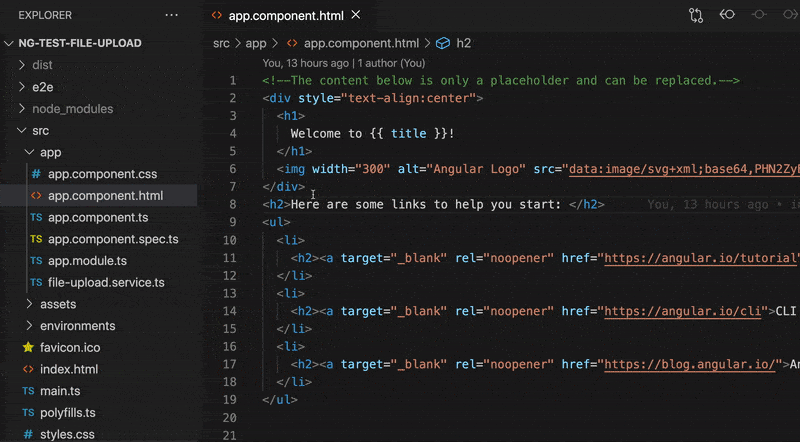 EXPLORER
···
NG-TEST-FILE-UPLOAD
dist
e2e
node_modules
src
app
app.component.css
app.component.html
TS app.component.ts
TS app.component.spec.ts
TS app.module.ts
TS file-upload.service.ts
assets
environments
favicon.ico
index.html
TS main.ts
TS polyfills.ts
styles.css
app.component.html
src > app > app.component.html > h2
You, 13 hours ago | 1 author (You)
1 <!--The content below is only a placeholder and can be replaced.-->
2 <div style="text-align:center">
3 <h1>
4 Welcome to {{ title }}!
5 </h1>
6 <img width="300" alt="Angular Logo" src="data:image/svg+xml;base64,PHN2ZyB
7 </div>
8 <h2>Here are some links to help you start: </h2> You, 13 hours ago • i
9 <ul>
10 <li>
11 <h2><a target="_blank" rel="noopener" href="https://angular.io/tutorial"
12 </li>
13 <li>
14 <h2><a target="_blank" rel="noopener" href="https://angular.io/cli">CLI
15 </li>
16 <li>
17 <h2><a target="_blank" rel="noopener" href="https://blog.angular.io/">An
18 </li>
19 </ul>
20
21